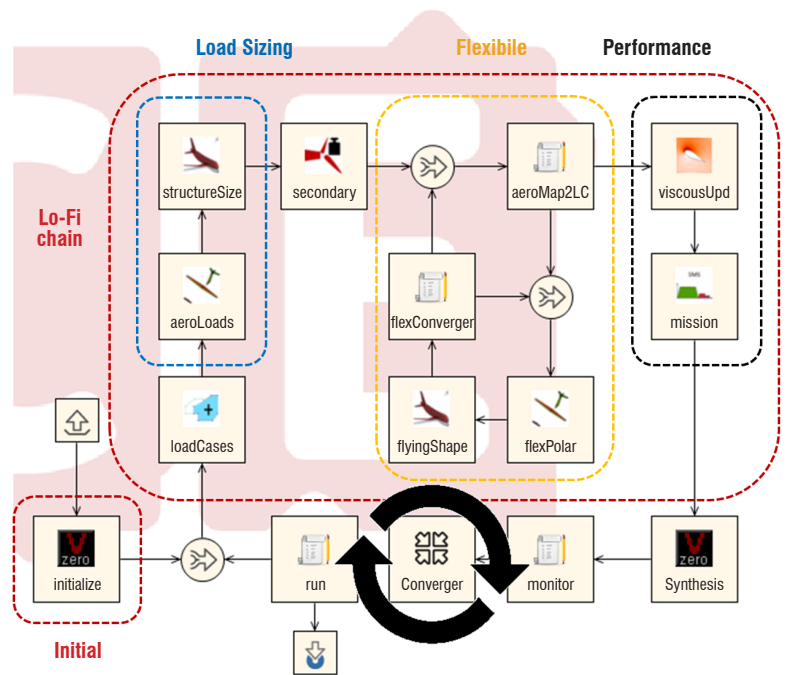 Load Sizing
Flexibile
Performance
structureSize
secondary
aeroMap2LC
viscousUpd
Lo-Fi
chain
SMS
aeroLoads
flexConverger
mission
loadCases
flyingShape
flexPolar
zero
initialize
run
Converger
monitor
zero
Synthesis
Initial